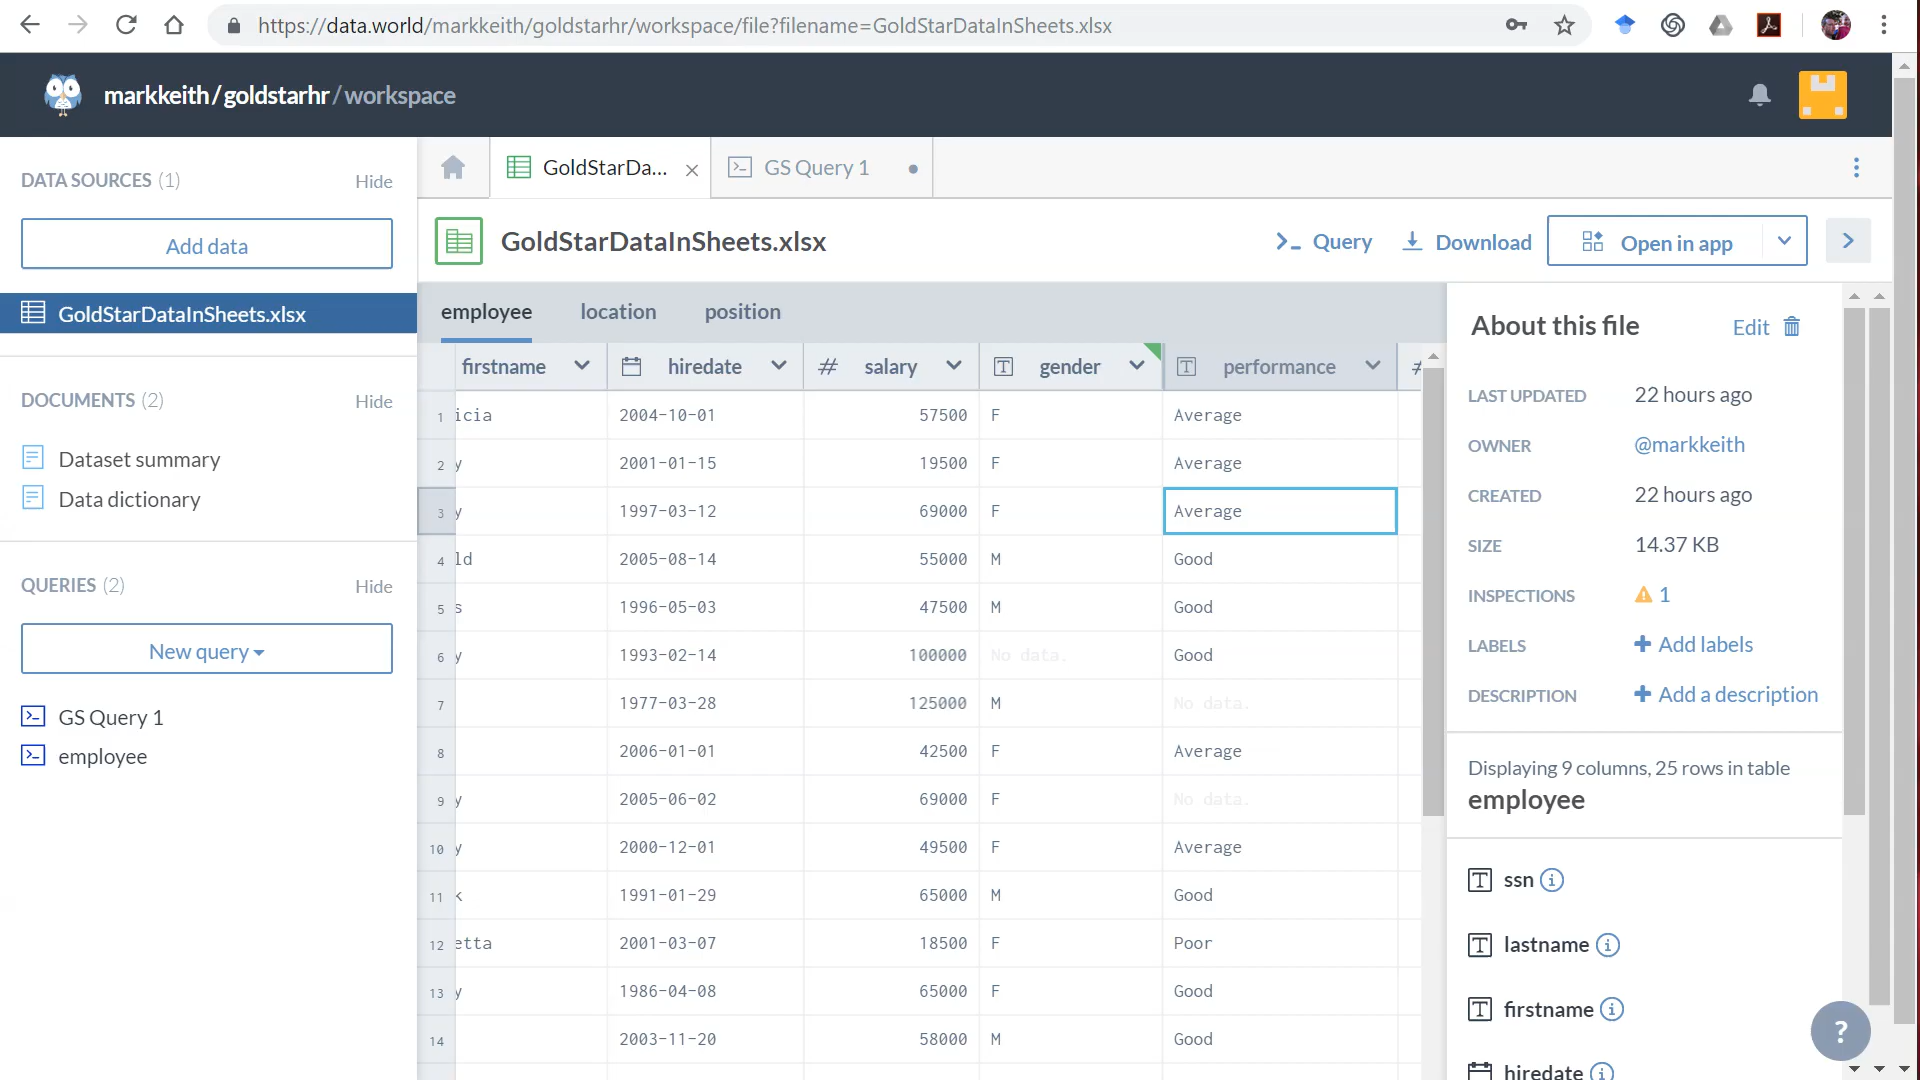 https://data.world/markkeith/goldstarhr/workspace/file?filename=GoldStarDataInSheets.xlsx
markkeith/goldstarhr/workspace
DATA SOURCES (1) Hide
Add data
GoldStarDataInSheets.xlsx
DOCUMENTS (2) Hide
Dataset summary
Data dictionary
QUERIES (2) Hide
New query
GS Query 1
employee
GoldStarDa... GS Query 1
GoldStarDataInSheets.xlsx
Query Download Open in app
employee location position
firstname hiredate # salary T gender T performance
1 icia 2004-10-01 57500 F Average
2 y 2001-01-15 19500 F Average
3 y 1997-03-12 69000 F Average
4 ld 2005-08-14 55000 M Good
5 s 1996-05-03 47500 M Good
6 y 1993-02-14 100000 No data. Good
7 1977-03-28 125000 M No data.
8 2006-01-01 42500 F Average
9 y 2005-06-02 69000 F No data.
10 y 2000-12-01 49500 F Average
11 k 1991-01-29 65000 M Good
12 etta 2001-03-07 18500 F Poor
13 y 1986-04-08 65000 F Good
14 2003-11-20 58000 M Good
About this file Edit
LAST UPDATED 22 hours ago
OWNER @markkeith
CREATED 22 hours ago
SIZE 14.37 KB
INSPECTIONS 1
LABELS + Add labels
DESCRIPTION + Add a description
Displaying 9 columns, 25 rows in table
employee
T ssn i
T lastname i
T firstname i
hiredate i
?